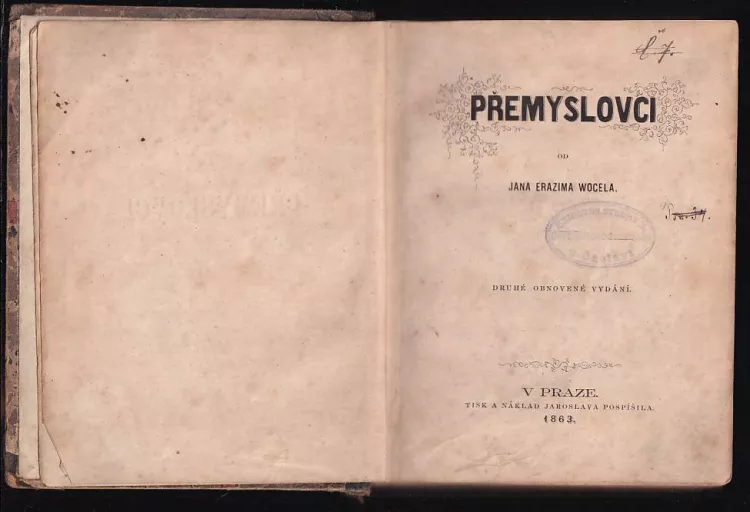 PŘEMYSLOVCI
OD
JANA ERAZIMA WOCELA.
DRUHÉ OBNOVENÉ VYDÁNÍ.
V PRAZE.
TISK A NÁKLAD JAROSLAVA POSPÍŠILA.
1863.